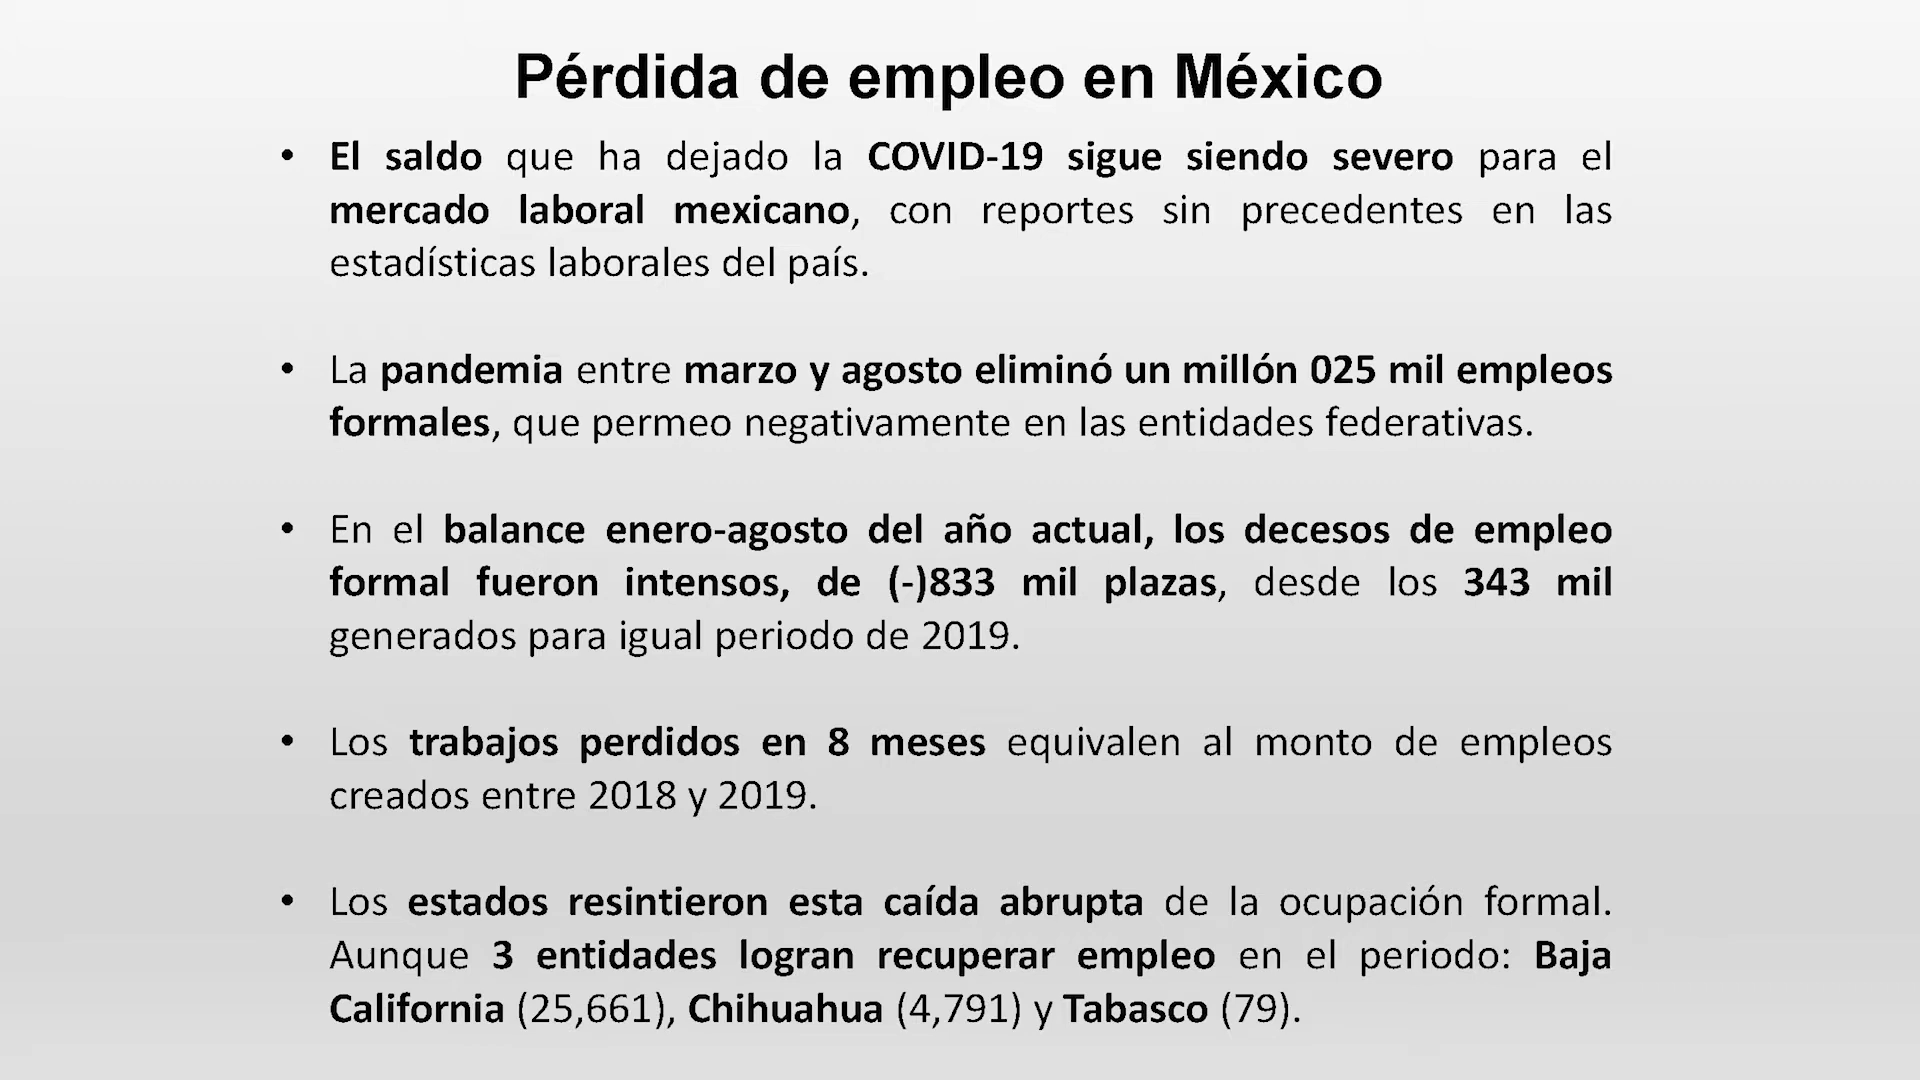 Pérdida de empleo en México
• El saldo que ha dejado la COVID-19 sigue siendo severo para el
mercado laboral mexicano, con reportes sin precedentes en las
estadísticas laborales del país.
• La pandemia entre marzo y agosto eliminó un millón 025 mil empleos
formales, que permeo negativamente en las entidades federativas.
• En el balance enero-agosto del año actual, los decesos de empleo
formal fueron intensos, de (-)833 mil plazas, desde los 343 mil
generados para igual periodo de 2019.
• Los trabajos perdidos en 8 meses equivalen al monto de empleos
creados entre 2018 y 2019.
• Los estados resintieron esta caída abrupta de la ocupación formal.
Aunque 3 entidades logran recuperar empleo en el periodo: Baja
California (25,661), Chihuahua (4,791) y Tabasco (79).